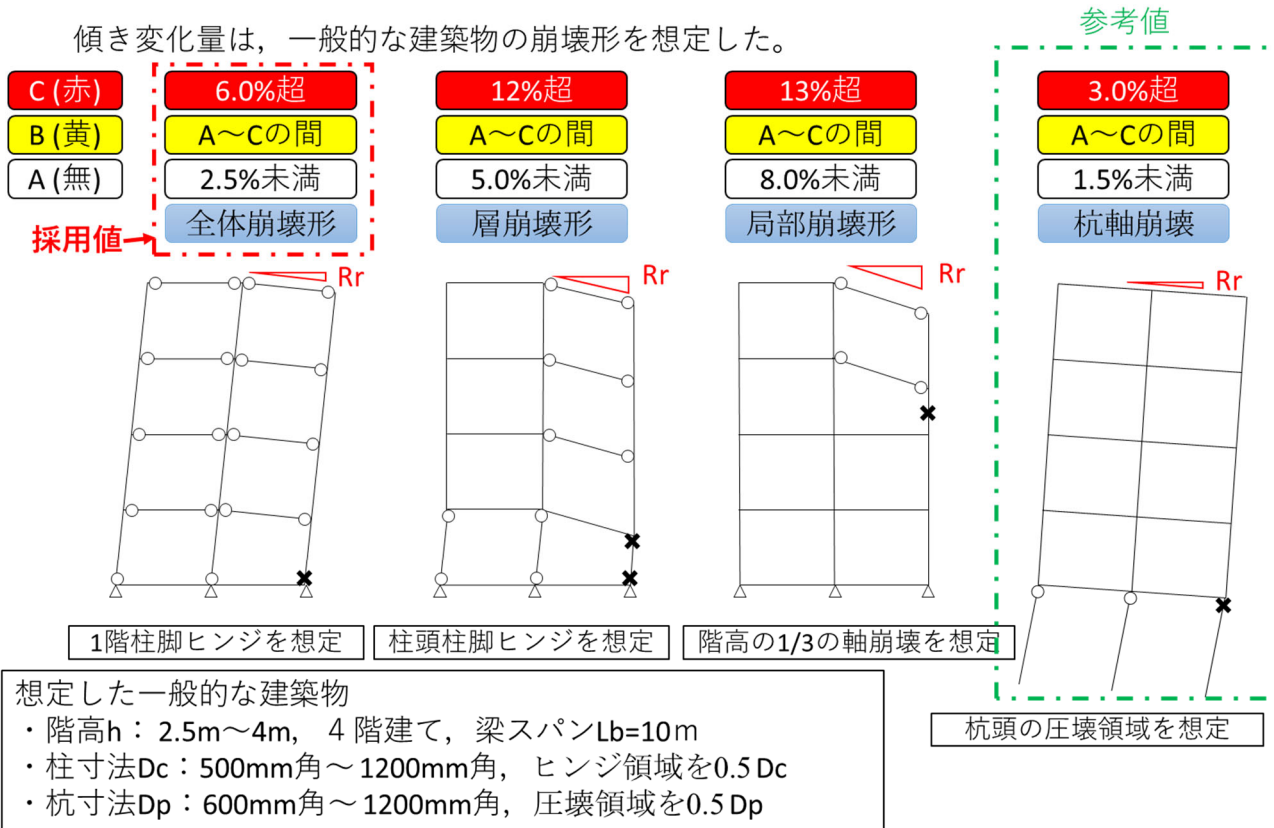 傾き変化量は，一般的な建築物の崩壊形を想定した。
参考値
C (赤) 6.0%超 12%超 13%超 3.0%超
B (黄) A～Cの間 A～Cの間 A～Cの間 A～Cの間
A (無) 2.5%未満 5.0%未満 8.0%未満 1.5%未満
採用値 全体崩壊形 層崩壊形 局部崩壊形 杭軸崩壊
Rr Rr Rr Rr
1階柱脚ヒンジを想定 柱頭柱脚ヒンジを想定 階高の1/3の軸崩壊を想定
杭頭の圧壊領域を想定
想定した一般的な建築物
・階高h：2.5m～4m，４階建て，梁スパンLb=10ｍ
・柱寸法Dc：500mm角～1200mm角，ヒンジ領域を0.5Dc
・杭寸法Dp：600mm角～1200mm角，圧壊領域を0.5Dp